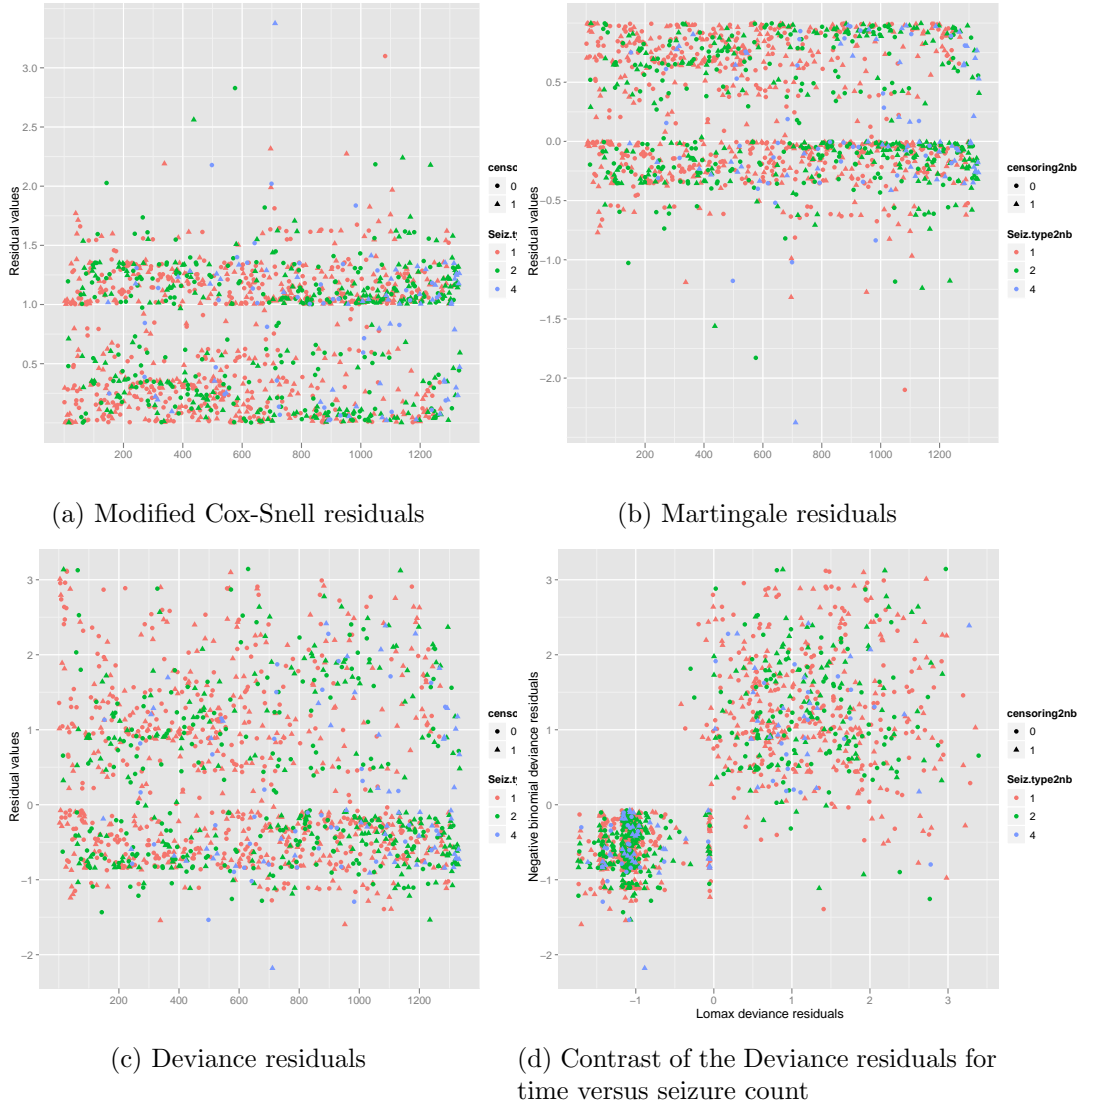 3.0
2.5
2.0
1.5
1.0
0.5
Residual values
200 400 600 800 1000 1200
censc
0
1
Seiz.ty
1
2
4
(a) Modified Cox-Snell residuals
0.5
0.0
−0.5
−1.0
−1.5
−2.0
Residual values
200 400 600 800 1000 1200
censoring2nb
0
1
Seiz.type2nb
1
2
4
(b) Martingale residuals
3
2
1
0
−1
−2
Residual values
200 400 600 800 1000 1200
censc
0
1
Seiz.ty
1
2
4
(c) Deviance residuals
3
2
1
0
−1
−2
Negative binomial deviance residuals
−1 0 1 2 3
Lomax deviance residuals
censoring2nb
0
1
Seiz.type2nb
1
2
4
(d) Contrast of the Deviance residuals for
time versus seizure count